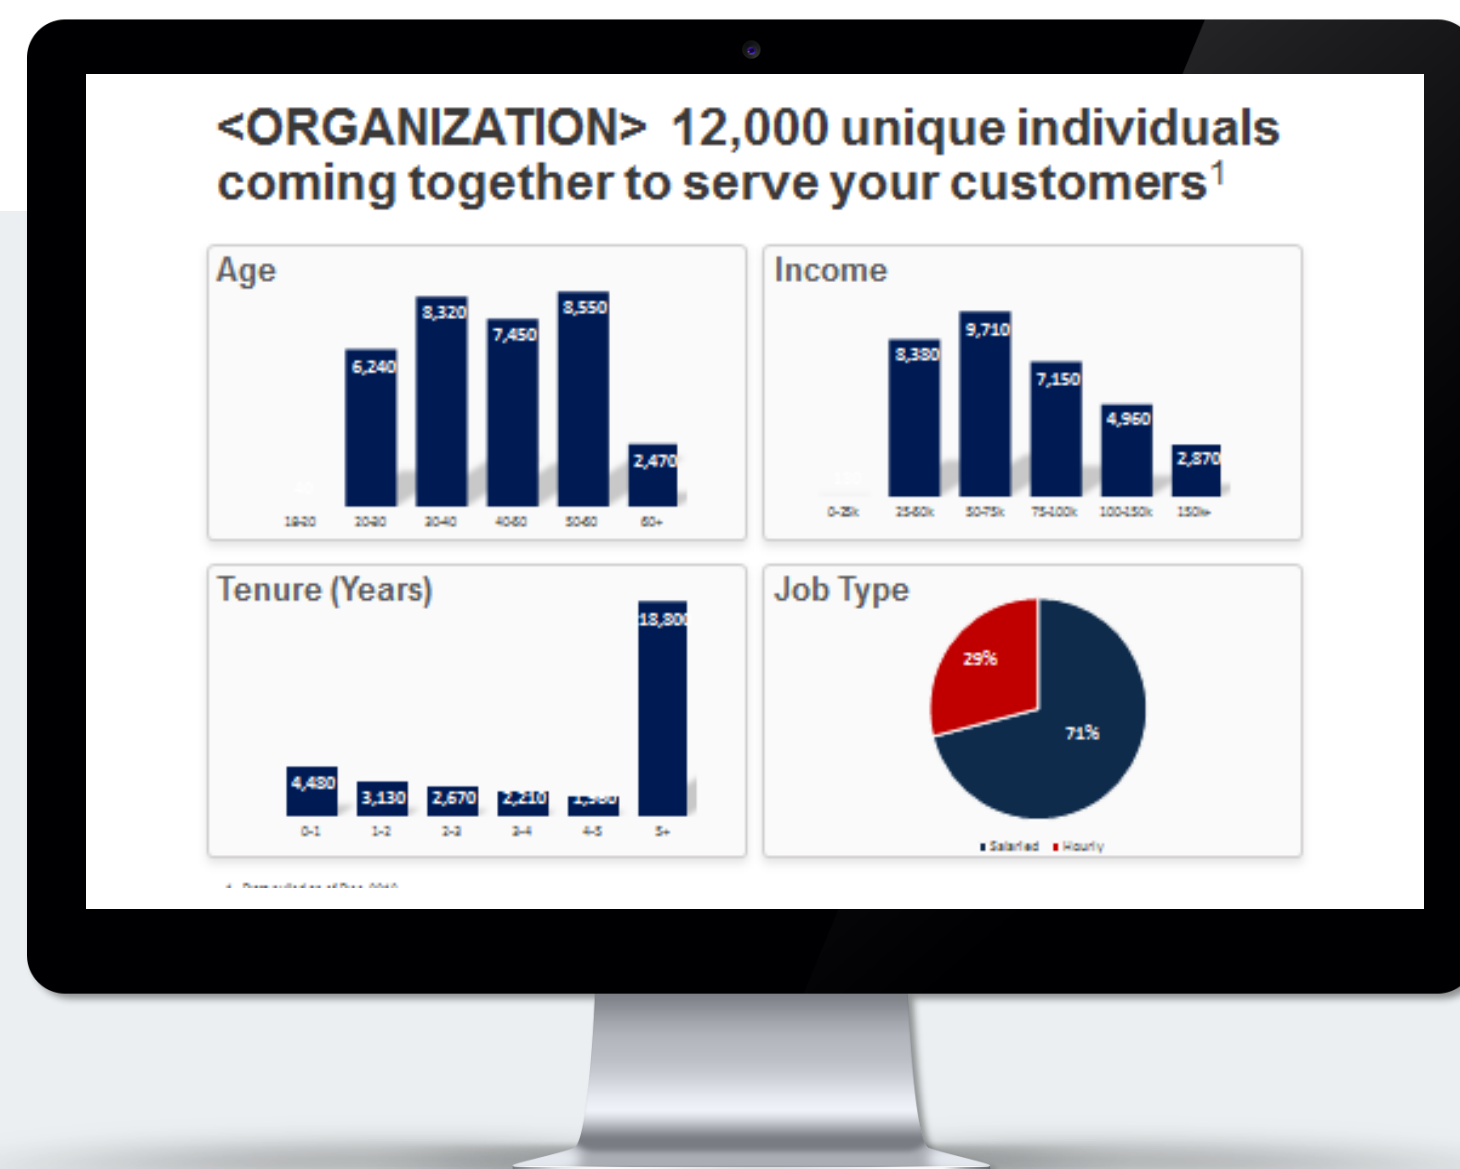 <ORGANIZATION> 12,000 unique individuals
coming together to serve your customers¹
Age
6,240
8,320
7,450
8,550
2,470
18-20
20-30
30-40
50-60
60+
Income
8,380
9,710
7,150
4,960
2,870
0-25k
50-75k
75-100k
100-150k
150k+
Tenure (Years)
4,480
3,130
2,670
2,210
18,800
0-1
1-2
2-3
3-4
4-5
5+
Job Type
29%
71%
Salaried Hourly